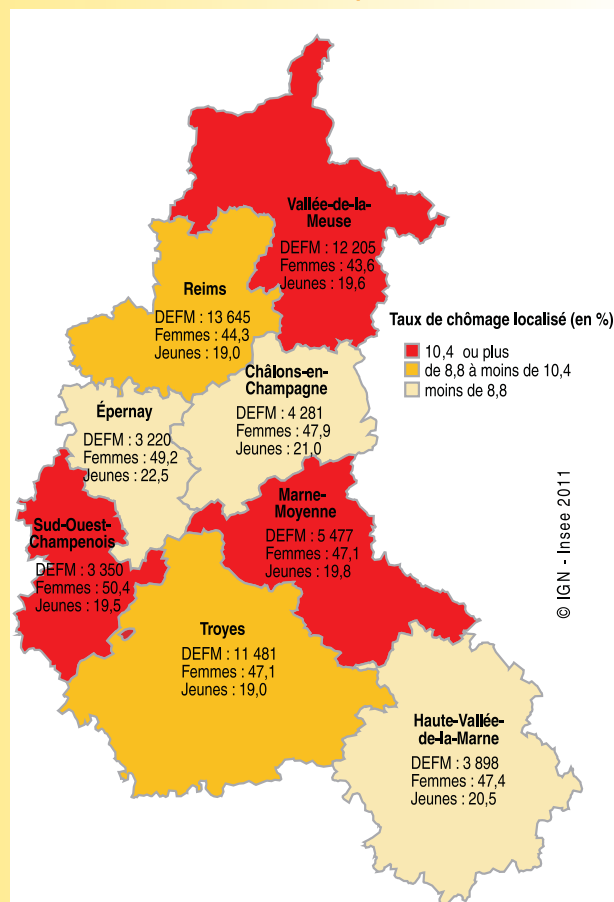 Vallée-de-la-
Meuse
DEFM : 12 205
Femmes : 43,6
Jeunes : 19,6
Reims
DEFM : 13 645
Femmes : 44,3
Jeunes : 19,0
Taux de chômage localisé (en %)
10,4 ou plus
de 8,8 à moins de 10,4
moins de 8,8
Châlons-en-
Champagne
DEFM : 4 281
Femmes : 47,9
Jeunes : 21,0
Épernay
DEFM : 3 220
Femmes : 49,2
Jeunes : 22,5
Marne-
Moyenne
DEFM : 5 477
Femmes : 47,1
Jeunes : 19,8
Sud-Ouest-
Champenois
DEFM : 3 350
Femmes : 50,4
Jeunes : 19,5
Troyes
DEFM : 11 481
Femmes : 47,1
Jeunes : 19,0
Haute-Vallée-
de-la-Marne
DEFM : 3 898
Femmes : 47,4
Jeunes : 20,5
© IGN - Insee 2011